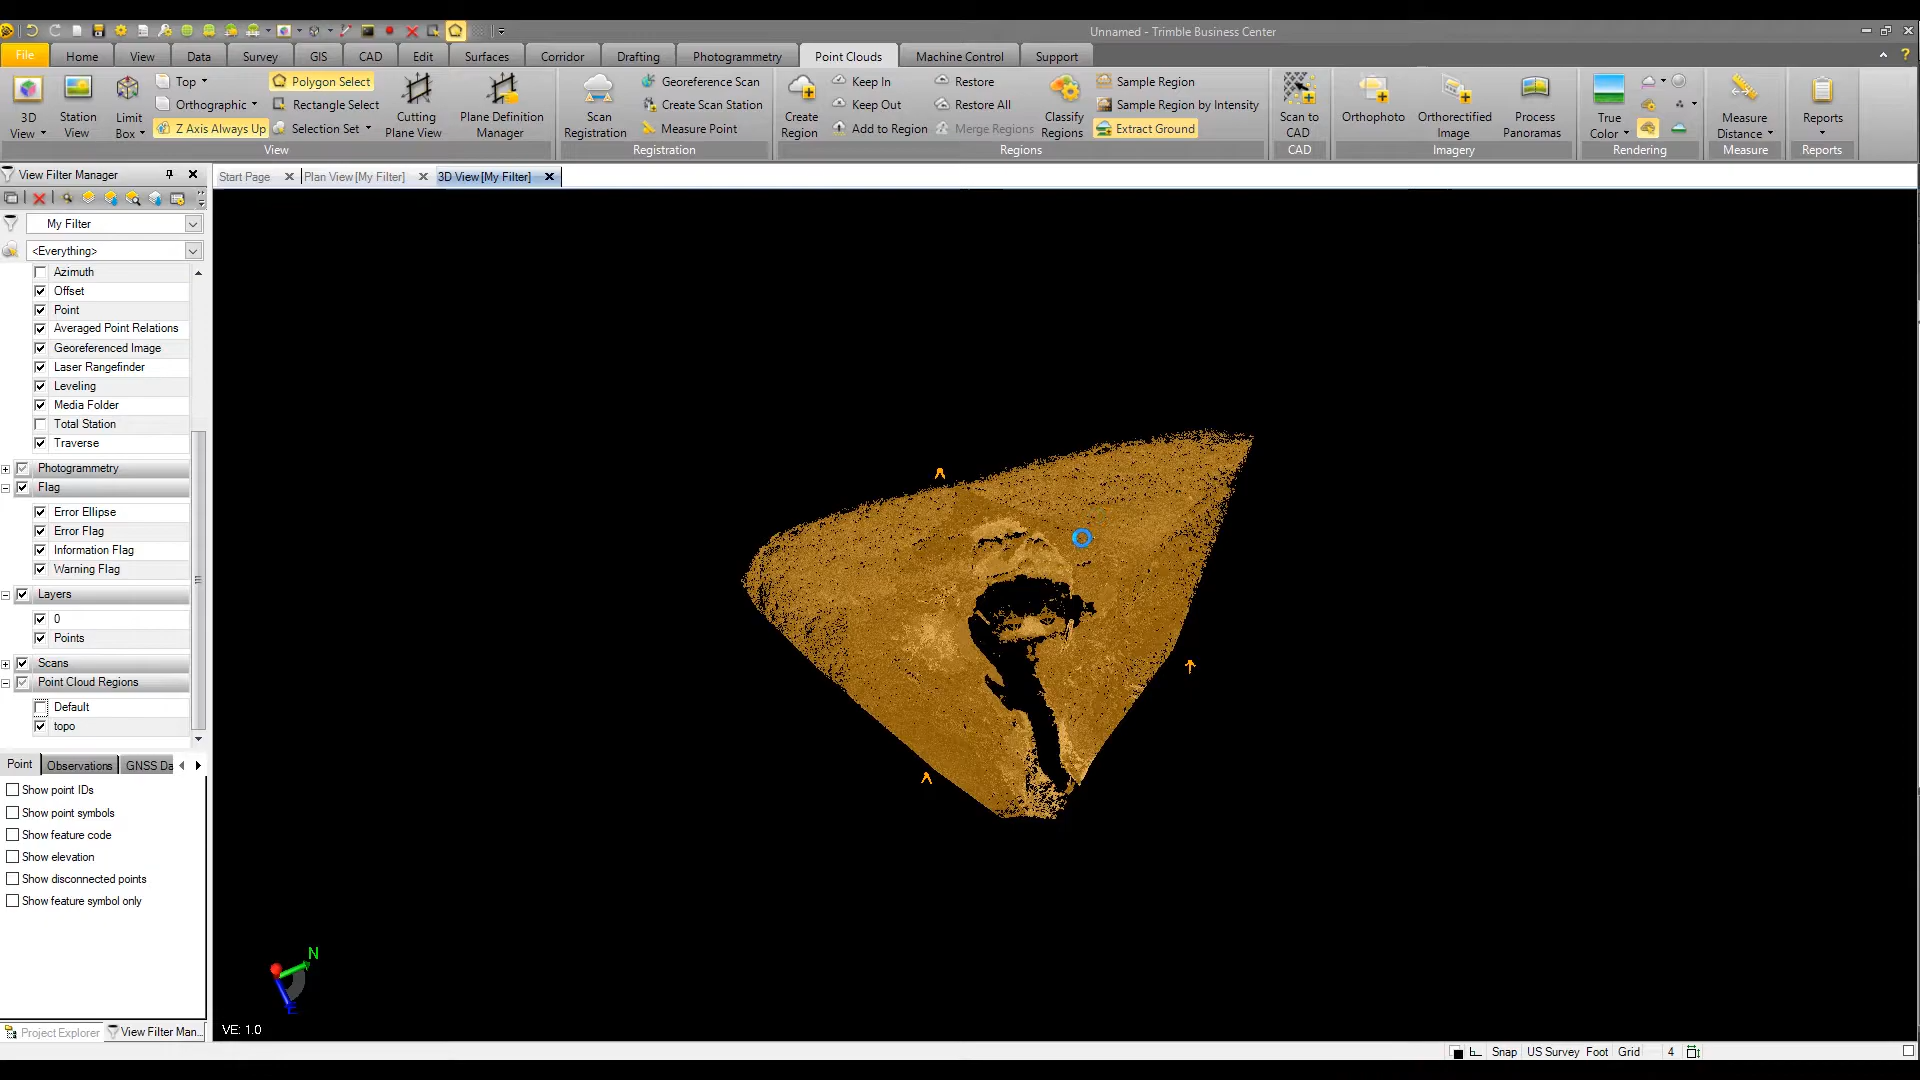 Unnamed - Trimble Business Center
File Home View Data Survey GIS CAD Edit Surfaces Corridor Drafting Photogrammetry Point Clouds Machine Control Support
3D View
Station View
Limit Box
Top
Orthographic
Z Axis Always Up
Polygon Select
Rectangle Select
Selection Set
Cutting Plane View
Plane Definition Manager
View
Scan Registration
Georeference Scan
Create Scan Station
Measure Point
Registration
Create Region
Keep In
Keep Out
Add to Region
Restore
Restore All
Merge Regions
Classify Regions
Sample Region
Sample Region by Intensity
Extract Ground
Regions
Scan to CAD
CAD
Orthophoto
Orthorectified Image
Process Panoramas
Imagery
True Color
Rendering
Measure Distance
Measure
Reports
Reports
View Filter Manager
Start Page Plan View [My Filter] 3D View [My Filter]
My Filter
<Everything>
Azimuth
Offset
Point
Averaged Point Relations
Georeferenced Image
Laser Rangefinder
Leveling
Media Folder
Total Station
Traverse
Photogrammetry
Flag
Error Ellipse
Error Flag
Information Flag
Warning Flag
Layers
0
Points
Scans
Point Cloud Regions
Default
topo
Point Observations GNSS Da
Show point IDs
Show point symbols
Show feature code
Show elevation
Show disconnected points
Show feature symbol only
N
E
VE: 1.0
Project Explorer View Filter Man...
Snap US Survey Foot Grid 4